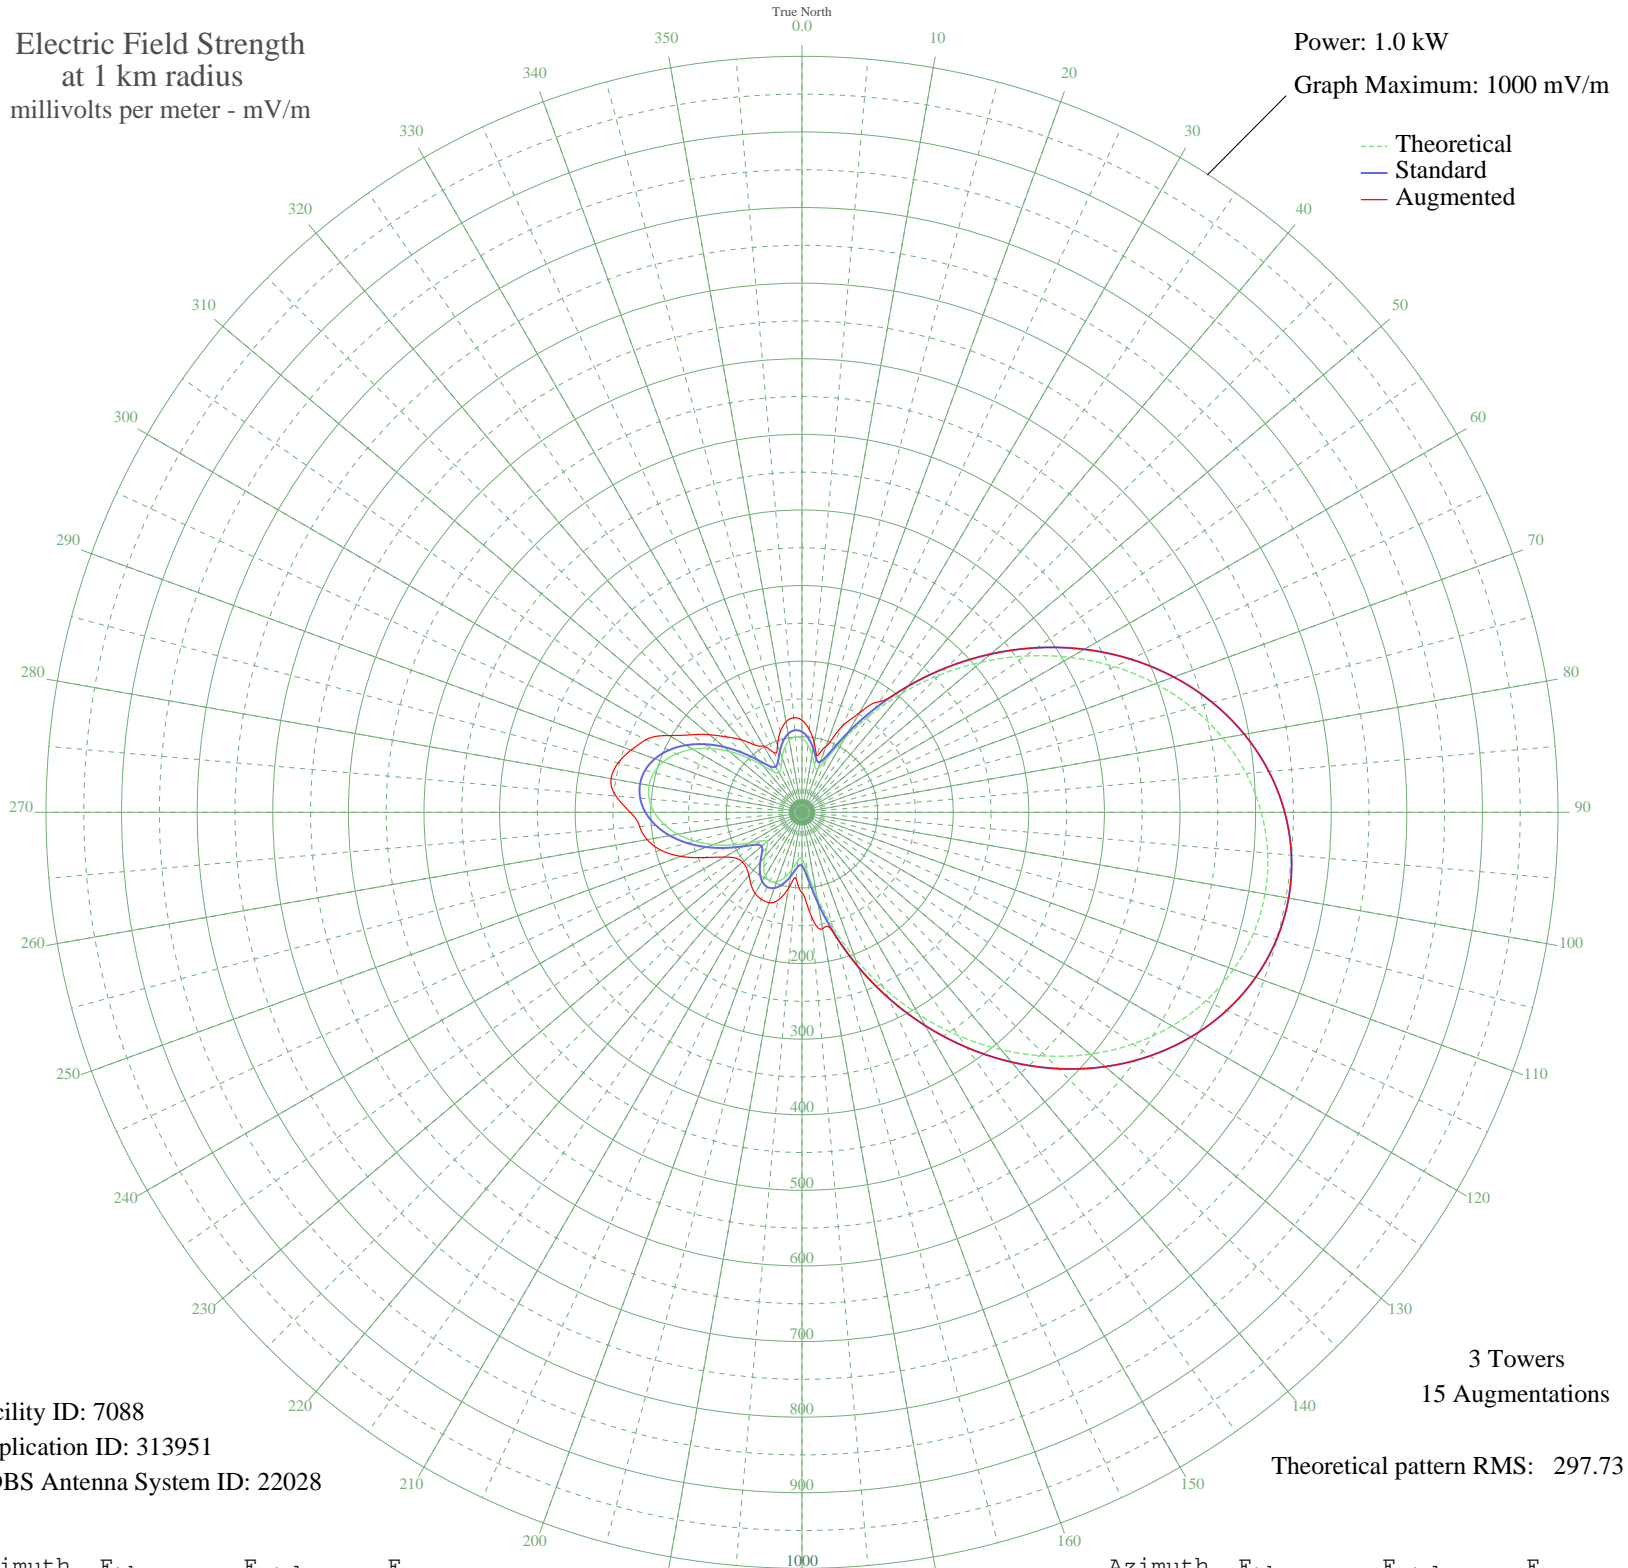 True North
Electric Field Strength
at 1 km radius
millivolts per meter - mV/m
Power: 1.0 kW
Graph Maximum: 1000 mV/m
Theoretical
Standard
Augmented
0.0
10
20
30
40
50
60
70
80
90
100
110
120
130
140
150
160
200
210
220
230
240
250
260
270
280
290
300
310
320
330
340
350
200
300
400
500
600
700
800
900
1000
3 Towers
15 Augmentations
Theoretical pattern RMS: 297.73
cility ID: 7088
plication ID: 313951
DBS Antenna System ID: 22028